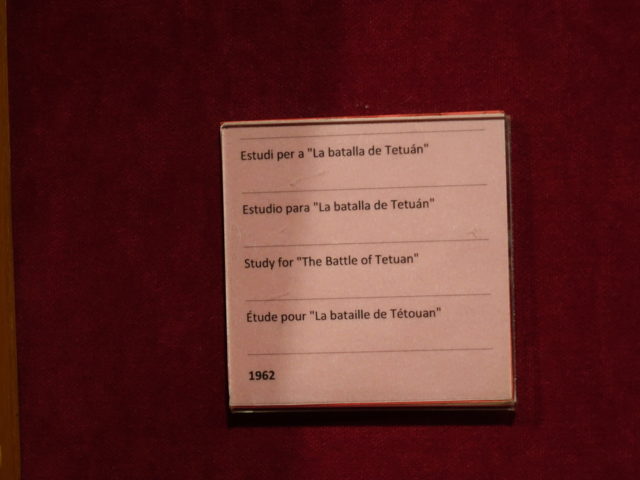 Estudi per a "La batalla de Tetuán"
Estudio para "La batalla de Tetuán"
Study for "The Battle of Tetuan"
Étude pour "La bataille de Tétouan"
1962